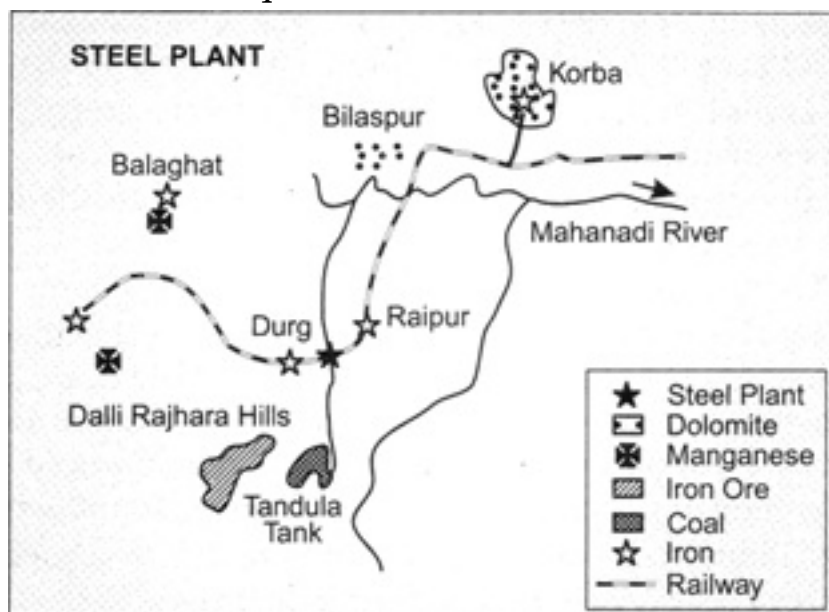 STEEL PLANT
Korba
Bilaspur
Balaghat
Mahanadi River
Durg
Raipur
Dalli Rajhara Hills
Tandula
Tank
Steel Plant
Dolomite
Manganese
Iron Ore
Coal
Iron
Railway